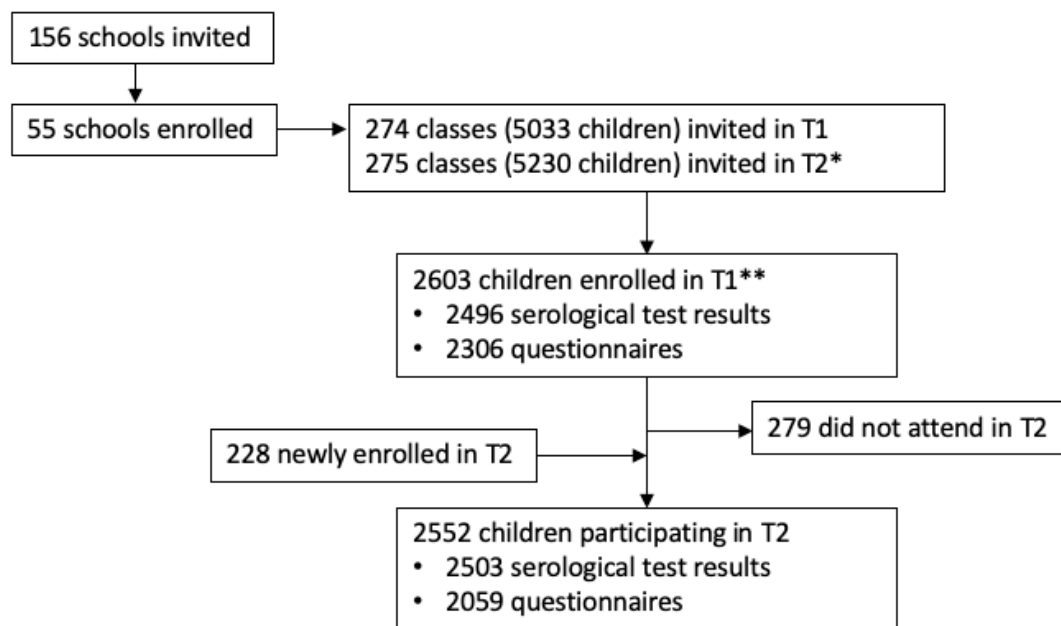 156 schools invited
55 schools enrolled
274 classes (5033 children) invited in T1
275 classes (5230 children) invited in T2*
2603 children enrolled in T1**
• 2496 serological test results
• 2306 questionnaires
279 did not attend in T2
228 newly enrolled in T2
2552 children participating in T2
• 2503 serological test results
• 2059 questionnaires